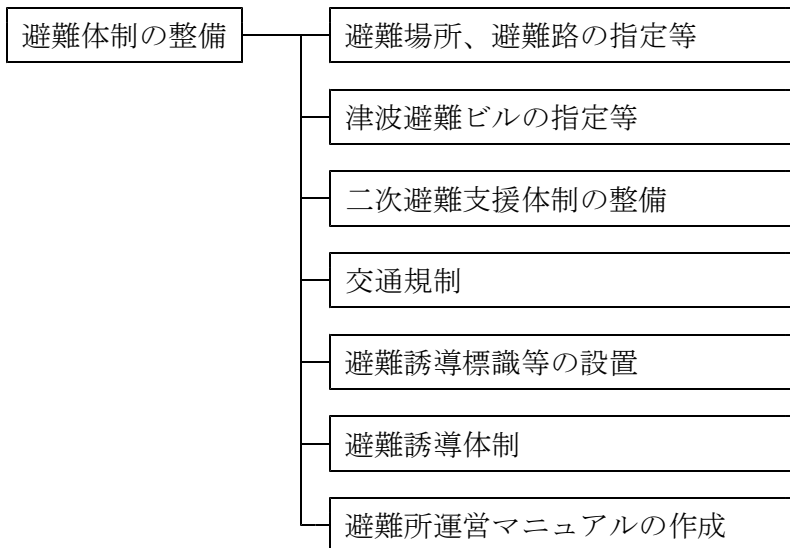 避難体制の整備
避難場所、避難路の指定等
津波避難ビルの指定等
二次避難支援体制の整備
交通規制
避難誘導標識等の設置
避難誘導体制
避難所運営マニュアルの作成